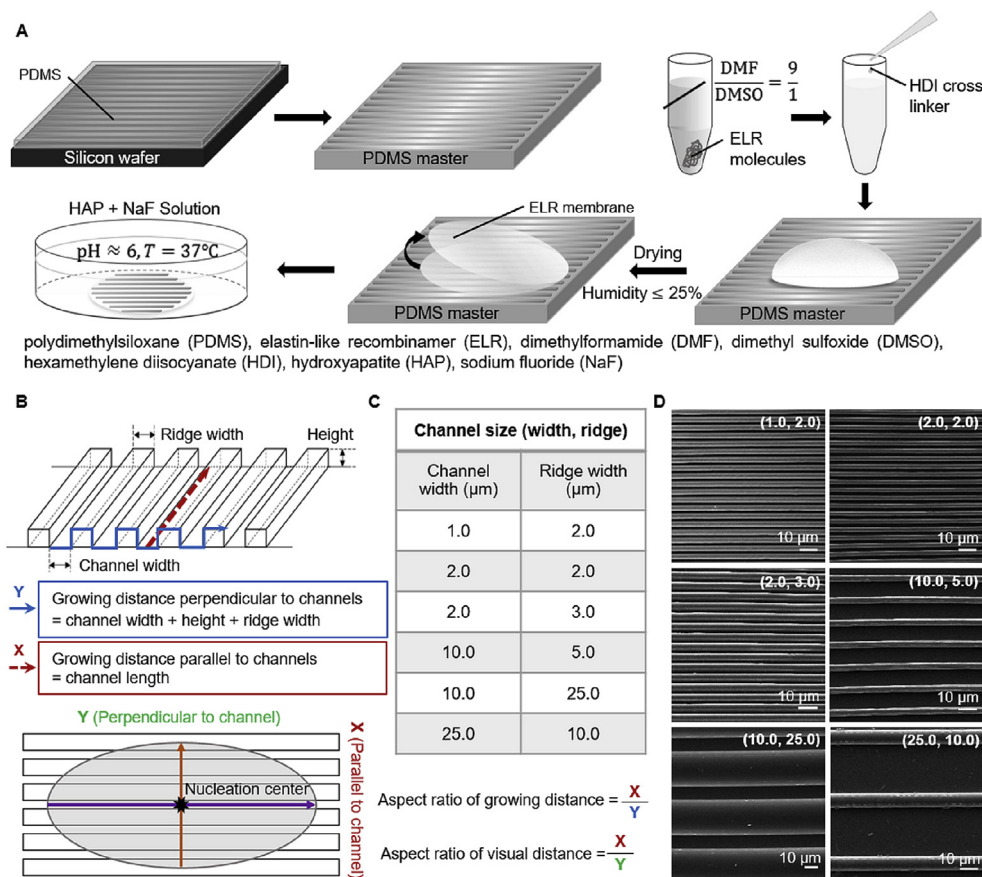 A
PDMS
Silicon wafer
PDMS master
DMF
DMSO
= 9
1
ELR
molecules
HDI cross
linker
HAP + NaF Solution
pH ≈ 6, T = 37°C
ELR membrane
PDMS master
Drying
Humidity ≤ 25%
PDMS master
polydimethylsiloxane (PDMS), elastin-like recombinamer (ELR), dimethylformamide (DMF), dimethyl sulfoxide (DMSO),
hexamethylene diisocyanate (HDI), hydroxyapatite (HAP), sodium fluoride (NaF)
B
Ridge width
Height
Channel width
Y
Growing distance perpendicular to channels
= channel width + height + ridge width
X
Growing distance parallel to channels
= channel length
Y (Perpendicular to channel)
X (Parallel to channel)
Nucleation center
C
Channel size (width, ridge)
Channel width (μm) Ridge width (μm)
1.0 2.0
2.0 2.0
2.0 3.0
10.0 5.0
10.0 25.0
25.0 10.0
Aspect ratio of growing distance = X
Y
Aspect ratio of visual distance = X
Y
D
(1.0, 2.0)
10 μm
(2.0, 2.0)
10 μm
(2.0, 3.0)
10 μm
(10.0, 5.0)
10 μm
(10.0, 25.0)
10 μm
(25.0, 10.0)
10 μm